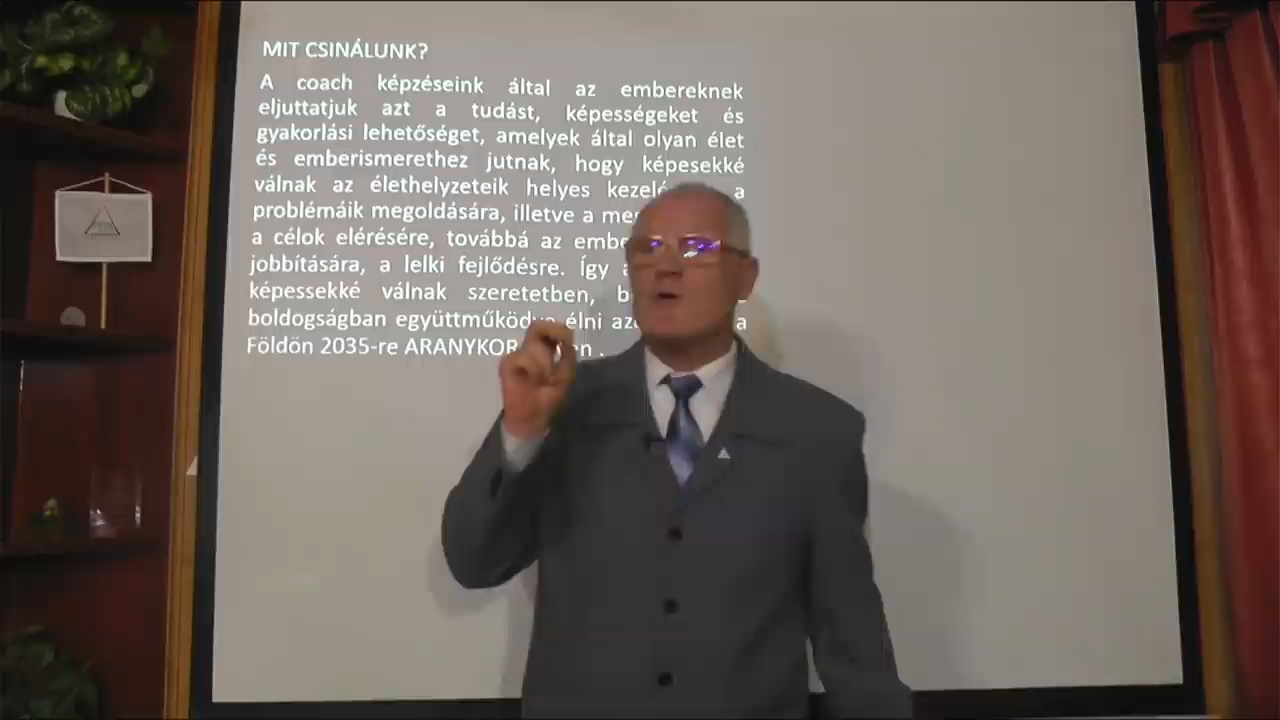 MIT CSINÁLUNK?
A coach képzéseink által az embereknek
eljuttatjuk azt a tudást, képességeket és
gyakorlási lehetőséget, amelyek által olyan élet
és emberismerethez jutnak, hogy képesekké
válnak az élethelyzeteik helyes a
problémáik megoldására, illetve a
a célok elérésére, továbbá az
jobbítására, a lelki fejlődésre. Így
képessekké válnak szeretetben,
boldogságban együttműködve élni a
Földön 2035-re ARANYKOR